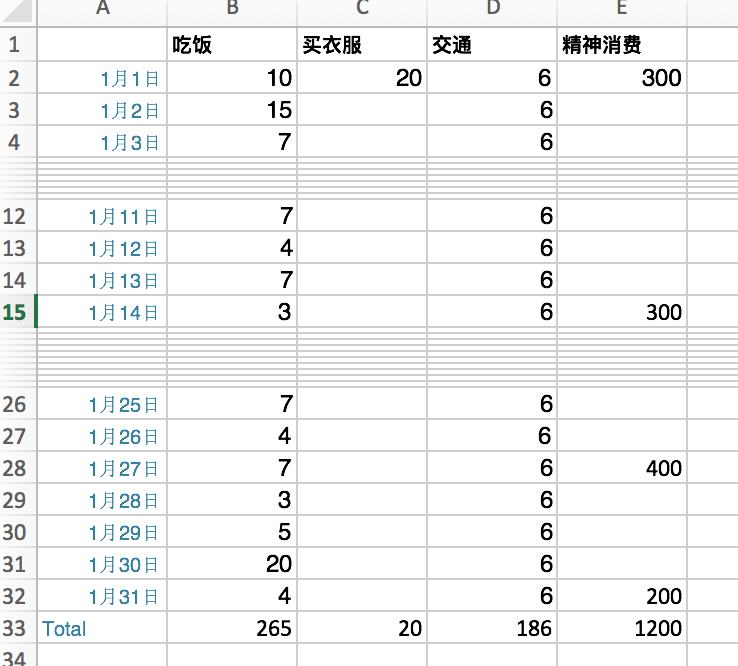 A B C D E
1 吃饭 买衣服 交通 精神消费
2 1月1日 10 20 6 300
3 1月2日 15 6
4 1月3日 7 6
12 1月11日 7 6
13 1月12日 4 6
14 1月13日 7 6
15 1月14日 3 6 300
26 1月25日 7 6
27 1月26日 4 6
28 1月27日 7 6 400
29 1月28日 3 6
30 1月29日 5 6
31 1月30日 20 6
32 1月31日 4 6 200
33 Total 265 20 186 1200
34